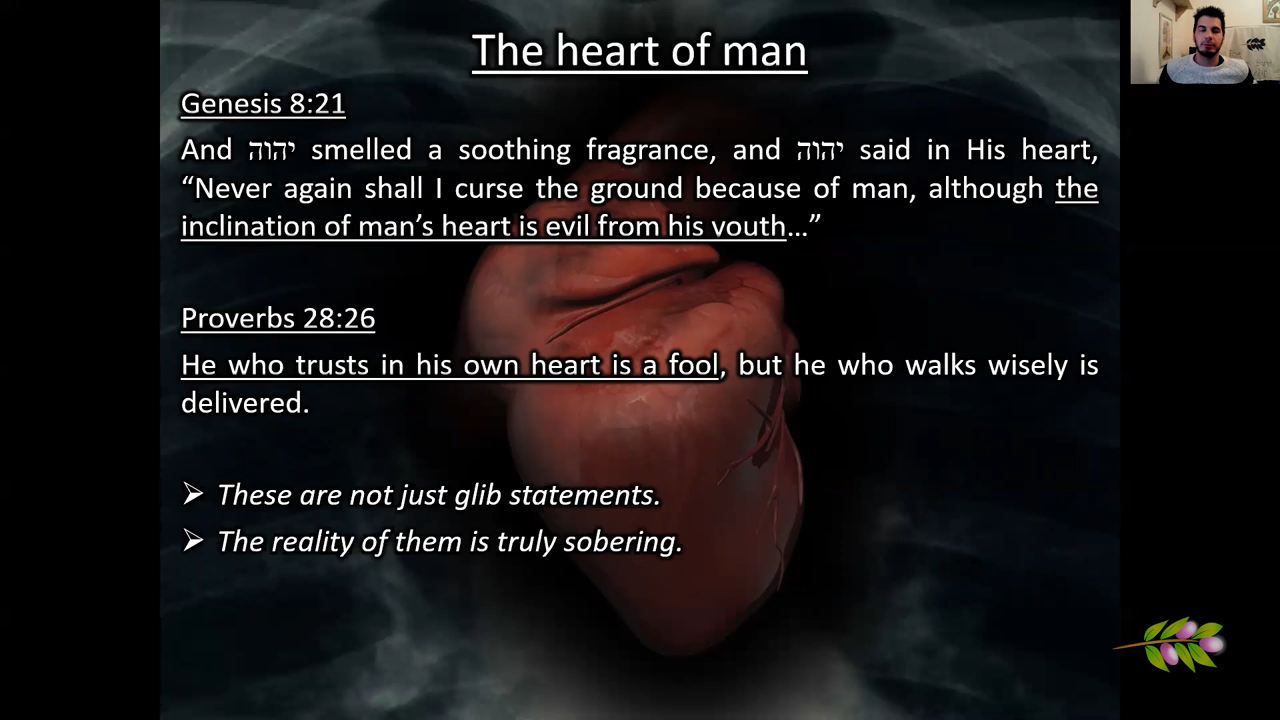 The heart of man
Genesis 8:21
And יהוה smelled a soothing fragrance, and יהוה said in His heart,
“Never again shall I curse the ground because of man, although the
inclination of man’s heart is evil from his youth…”
Proverbs 28:26
He who trusts in his own heart is a fool, but he who walks wisely is
delivered.
➢ These are not just glib statements.
➢ The reality of them is truly sobering.